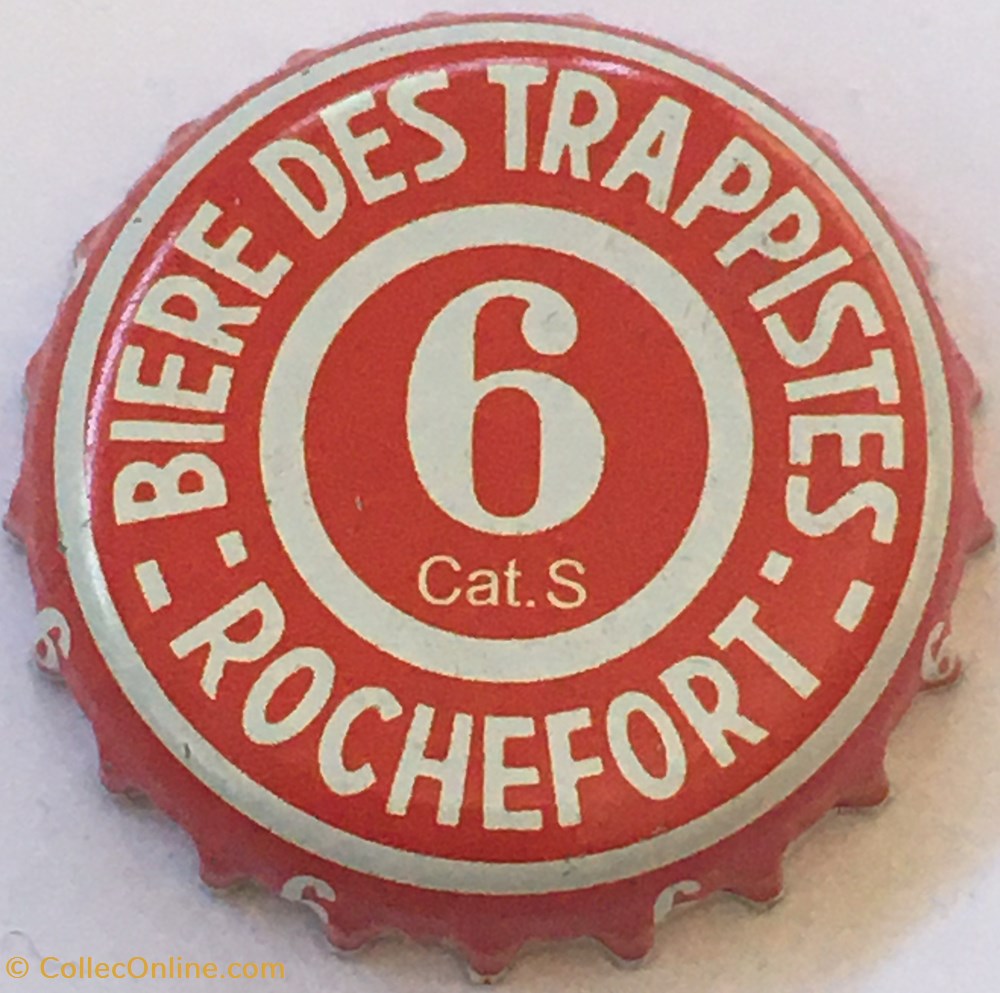 BIERE DES TRAPPISTES
6
Cat. S
- ROCHEFORT -
6
6
6
6
© CollecOnline.com